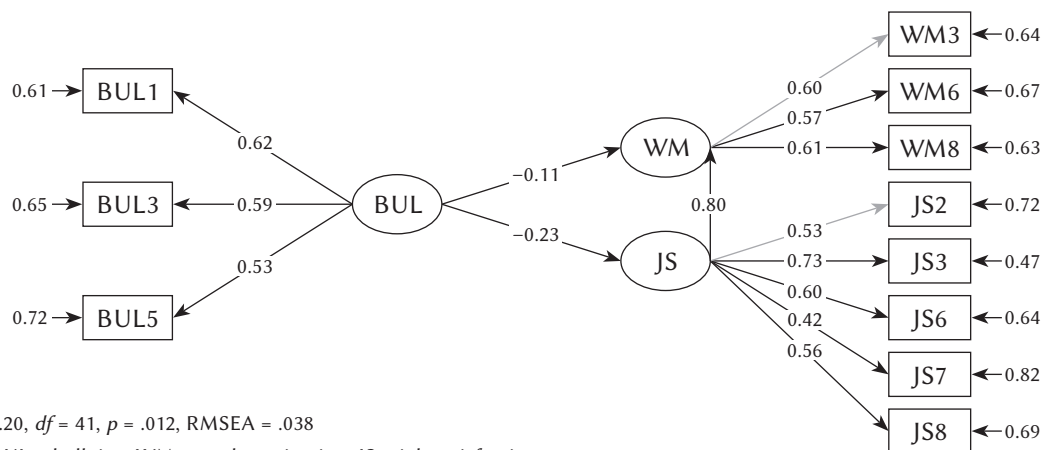 0.61 BUL1
0.62
0.65 BUL3 0.59
0.53
0.72 BUL5
BUL
−0.11
−0.23
WM
0.80
JS
0.60 WM3 0.64
0.57 WM6 0.67
0.61 WM8 0.63
0.53 JS2 0.72
0.73 JS3 0.47
0.60 JS6 0.64
0.42 JS7 0.82
0.56 JS8 0.69
.20, df = 41, p = .012, RMSEA = .038